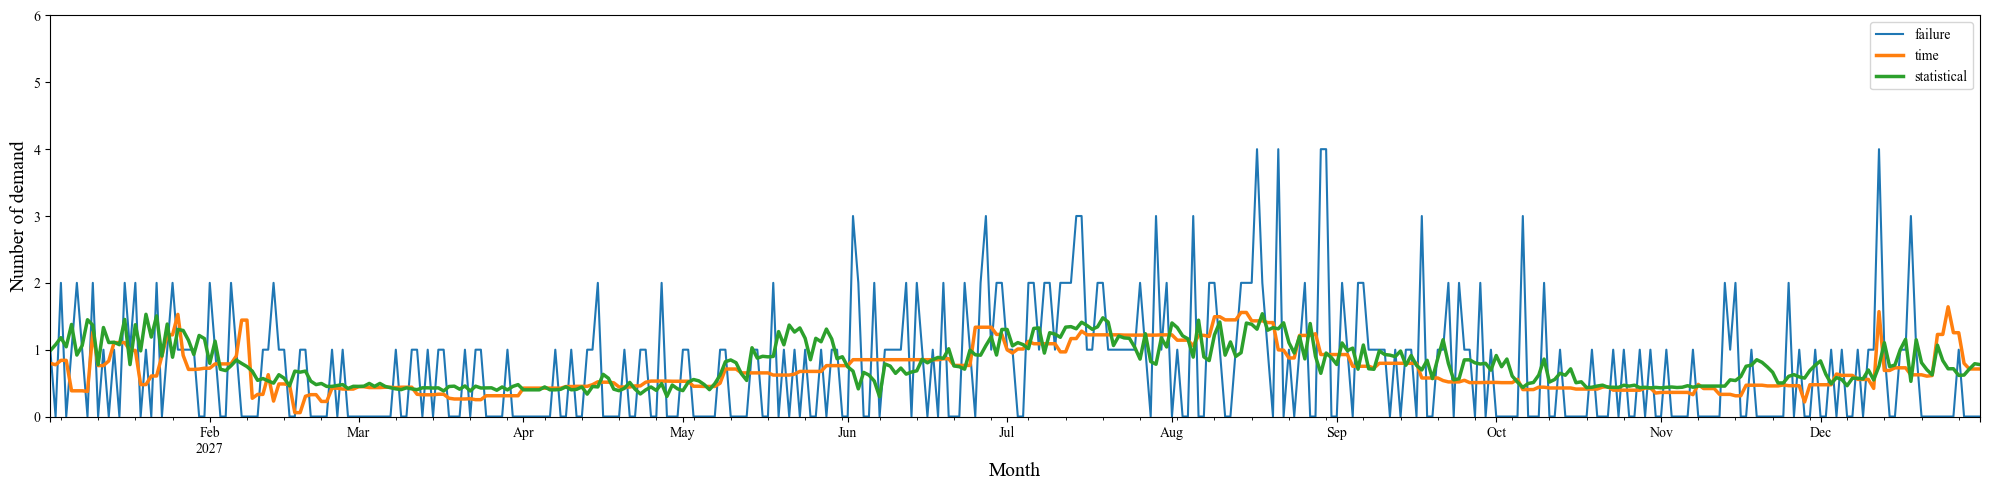 6
5
4
3
2
1
0
Number of demand
failure
time
statistical
Feb
2027
Mar
Apr
May
Jun
Jul
Aug
Sep
Oct
Nov
Dec
Month